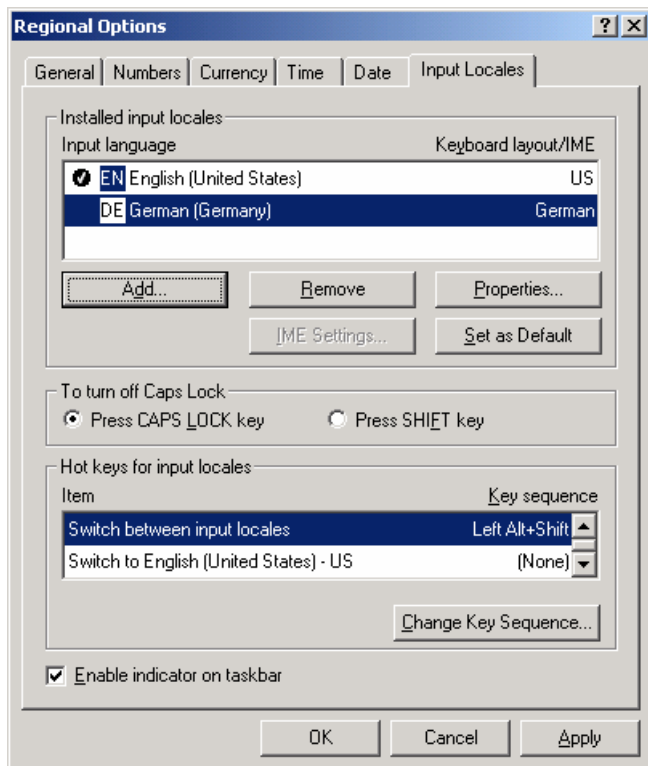 Regional Options
General Numbers Currency Time Date Input Locales
Installed input locales
Input language Keyboard layout/IME
EN English (United States) US
DE German (Germany) German
Add... Remove Properties...
IME Settings... Set as Default
To turn off Caps Lock
Press CAPS LOCK key Press SHIFT key
Hot keys for input locales
Item Key sequence
Switch between input locales Left Alt+Shift
Switch to English (United States) - US (None)
Change Key Sequence...
Enable indicator on taskbar
OK Cancel Apply